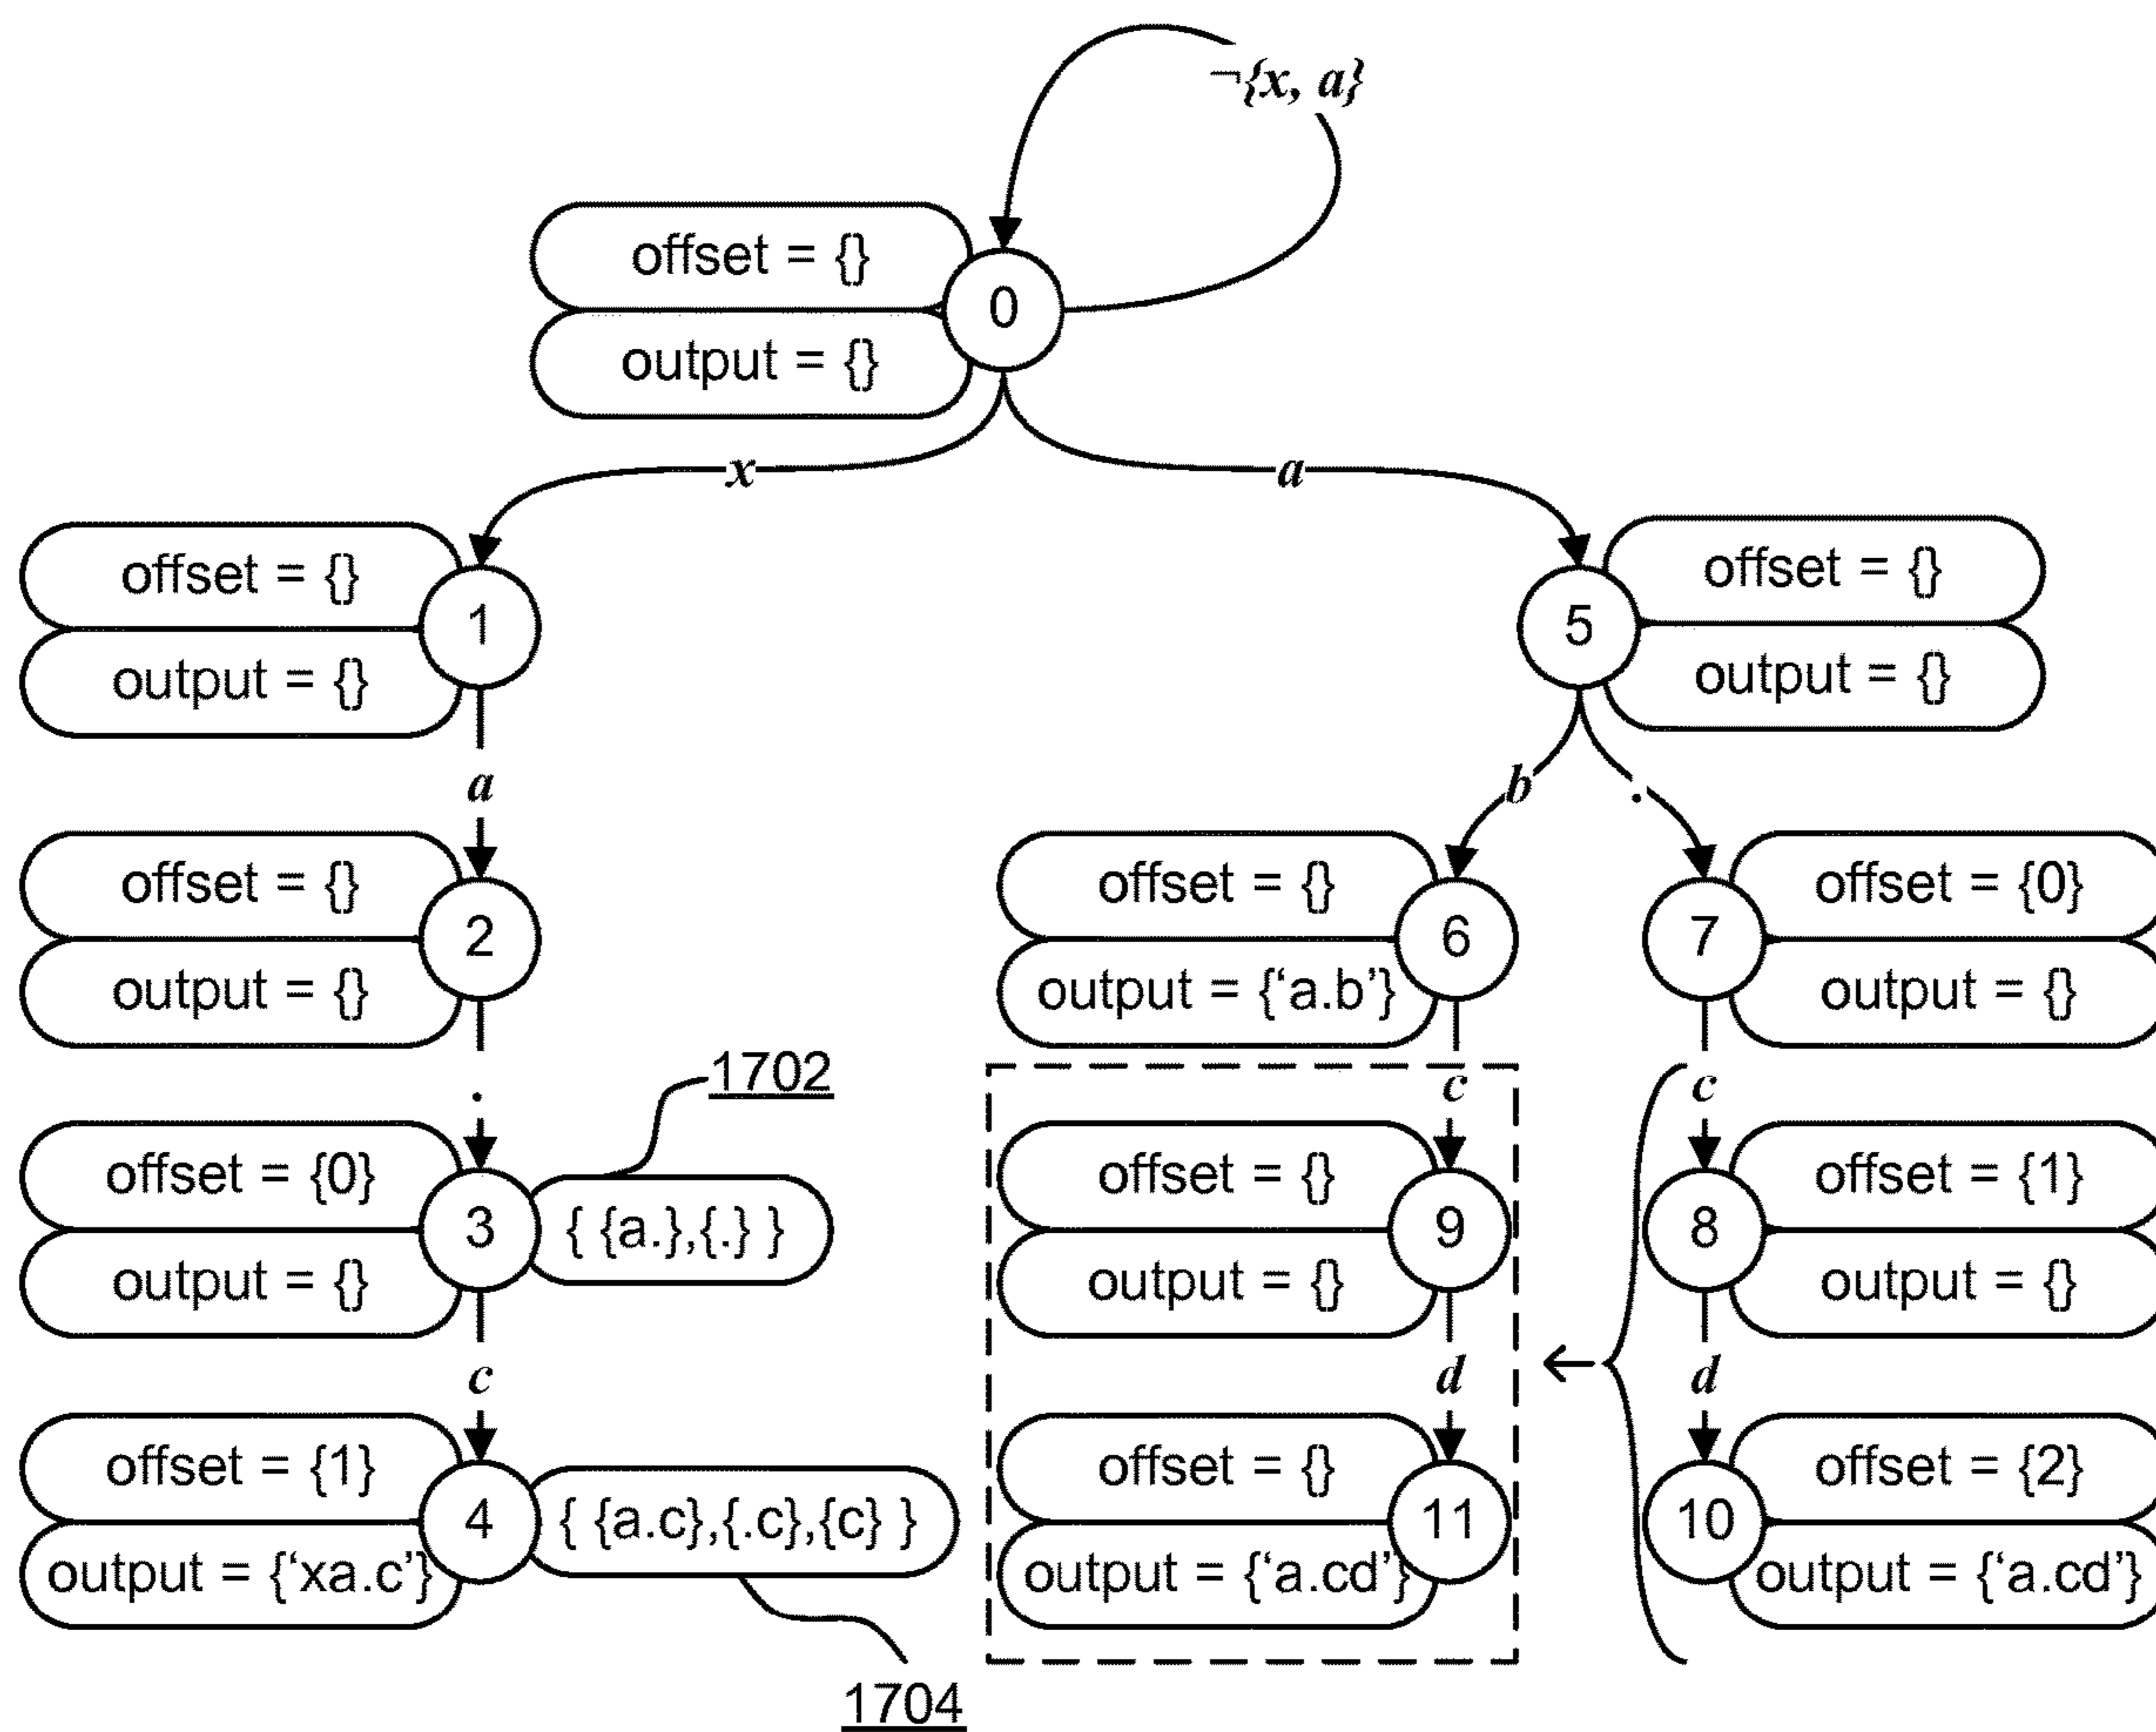 ¬{x, a}
offset = {}
0
output = {}
x
a
offset = {}
1
output = {}
offset = {}
5
output = {}
a
b
.
offset = {}
2
output = {}
offset = {}
6
output = {‘a.b’}
offset = {0}
7
output = {}
.
1702
c
c
offset = {0}
3
{ {a.},{.} }
output = {}
offset = {}
9
output = {}
offset = {1}
8
output = {}
c
d
d
offset = {1}
4
{ {a.c},{.c},{c} }
output = {‘xa.c’}
offset = {}
11
output = {‘a.cd’}
offset = {2}
10
output = {‘a.cd’}
1704